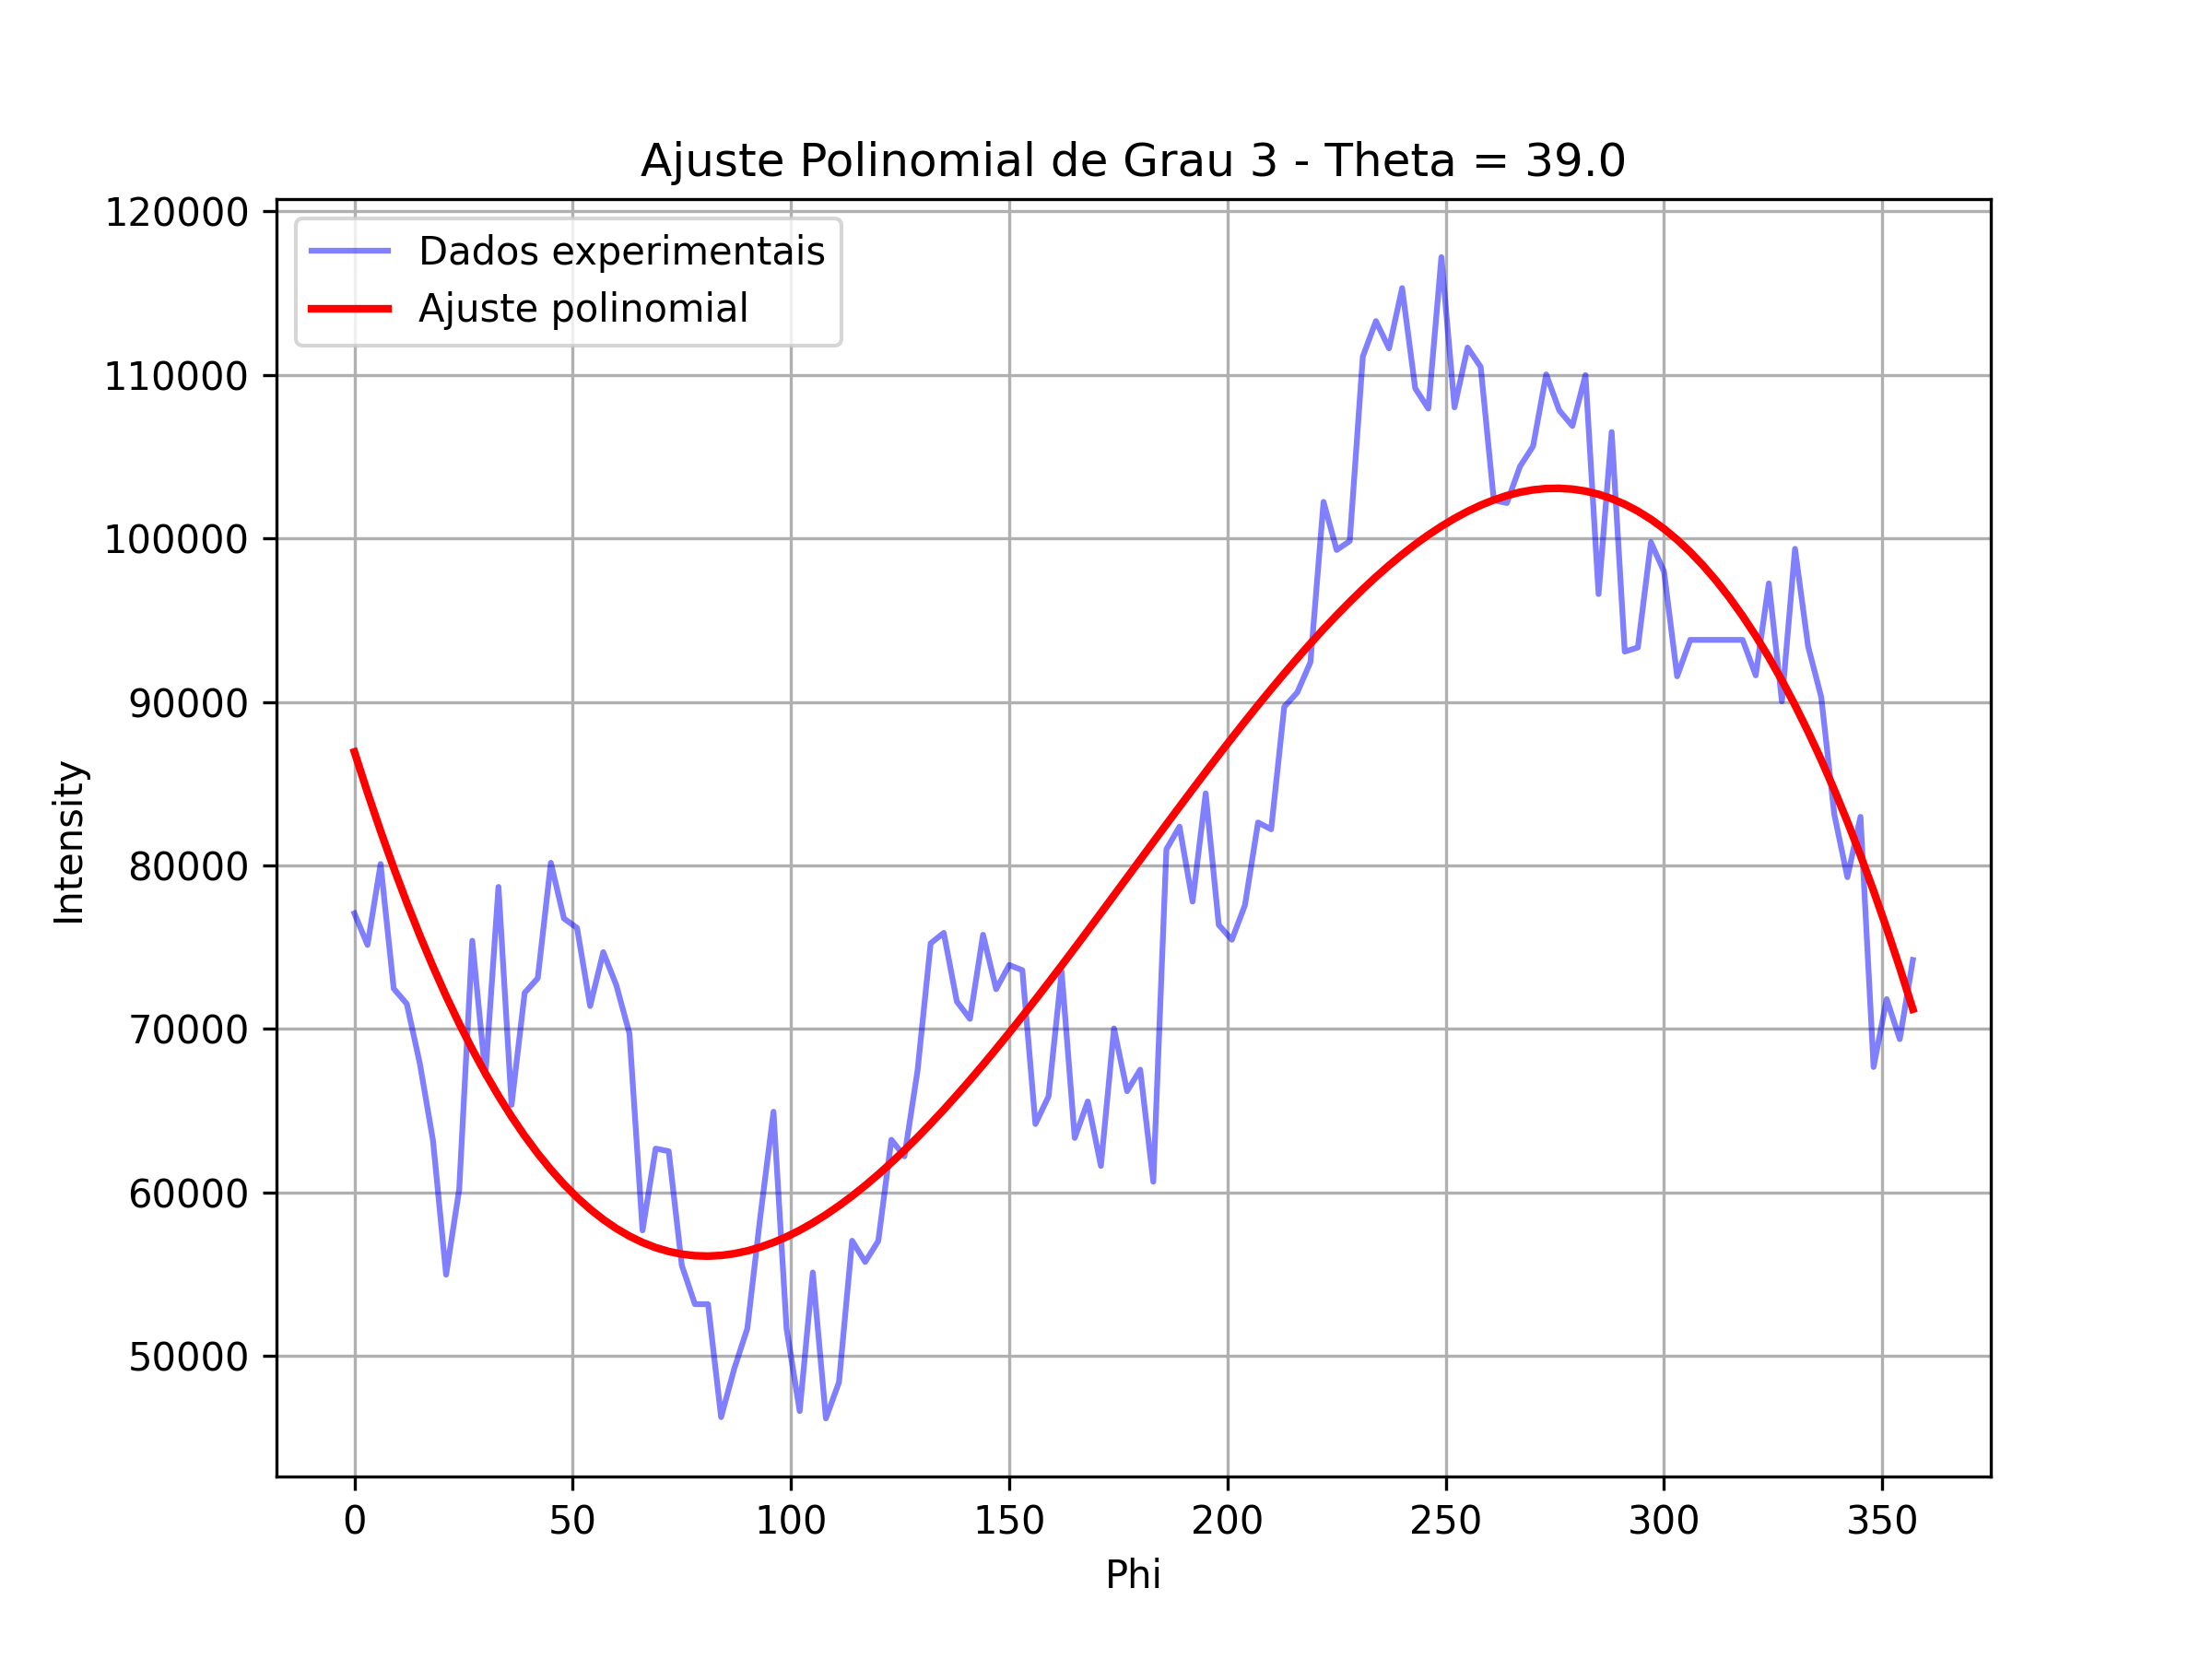 Ajuste Polinomial de Grau 3 - Theta = 39.0
120000
110000
100000
90000
80000
70000
60000
50000
Intensity
Dados experimentais
Ajuste polinomial
0 50 100 150 200 250 300 350
Phi